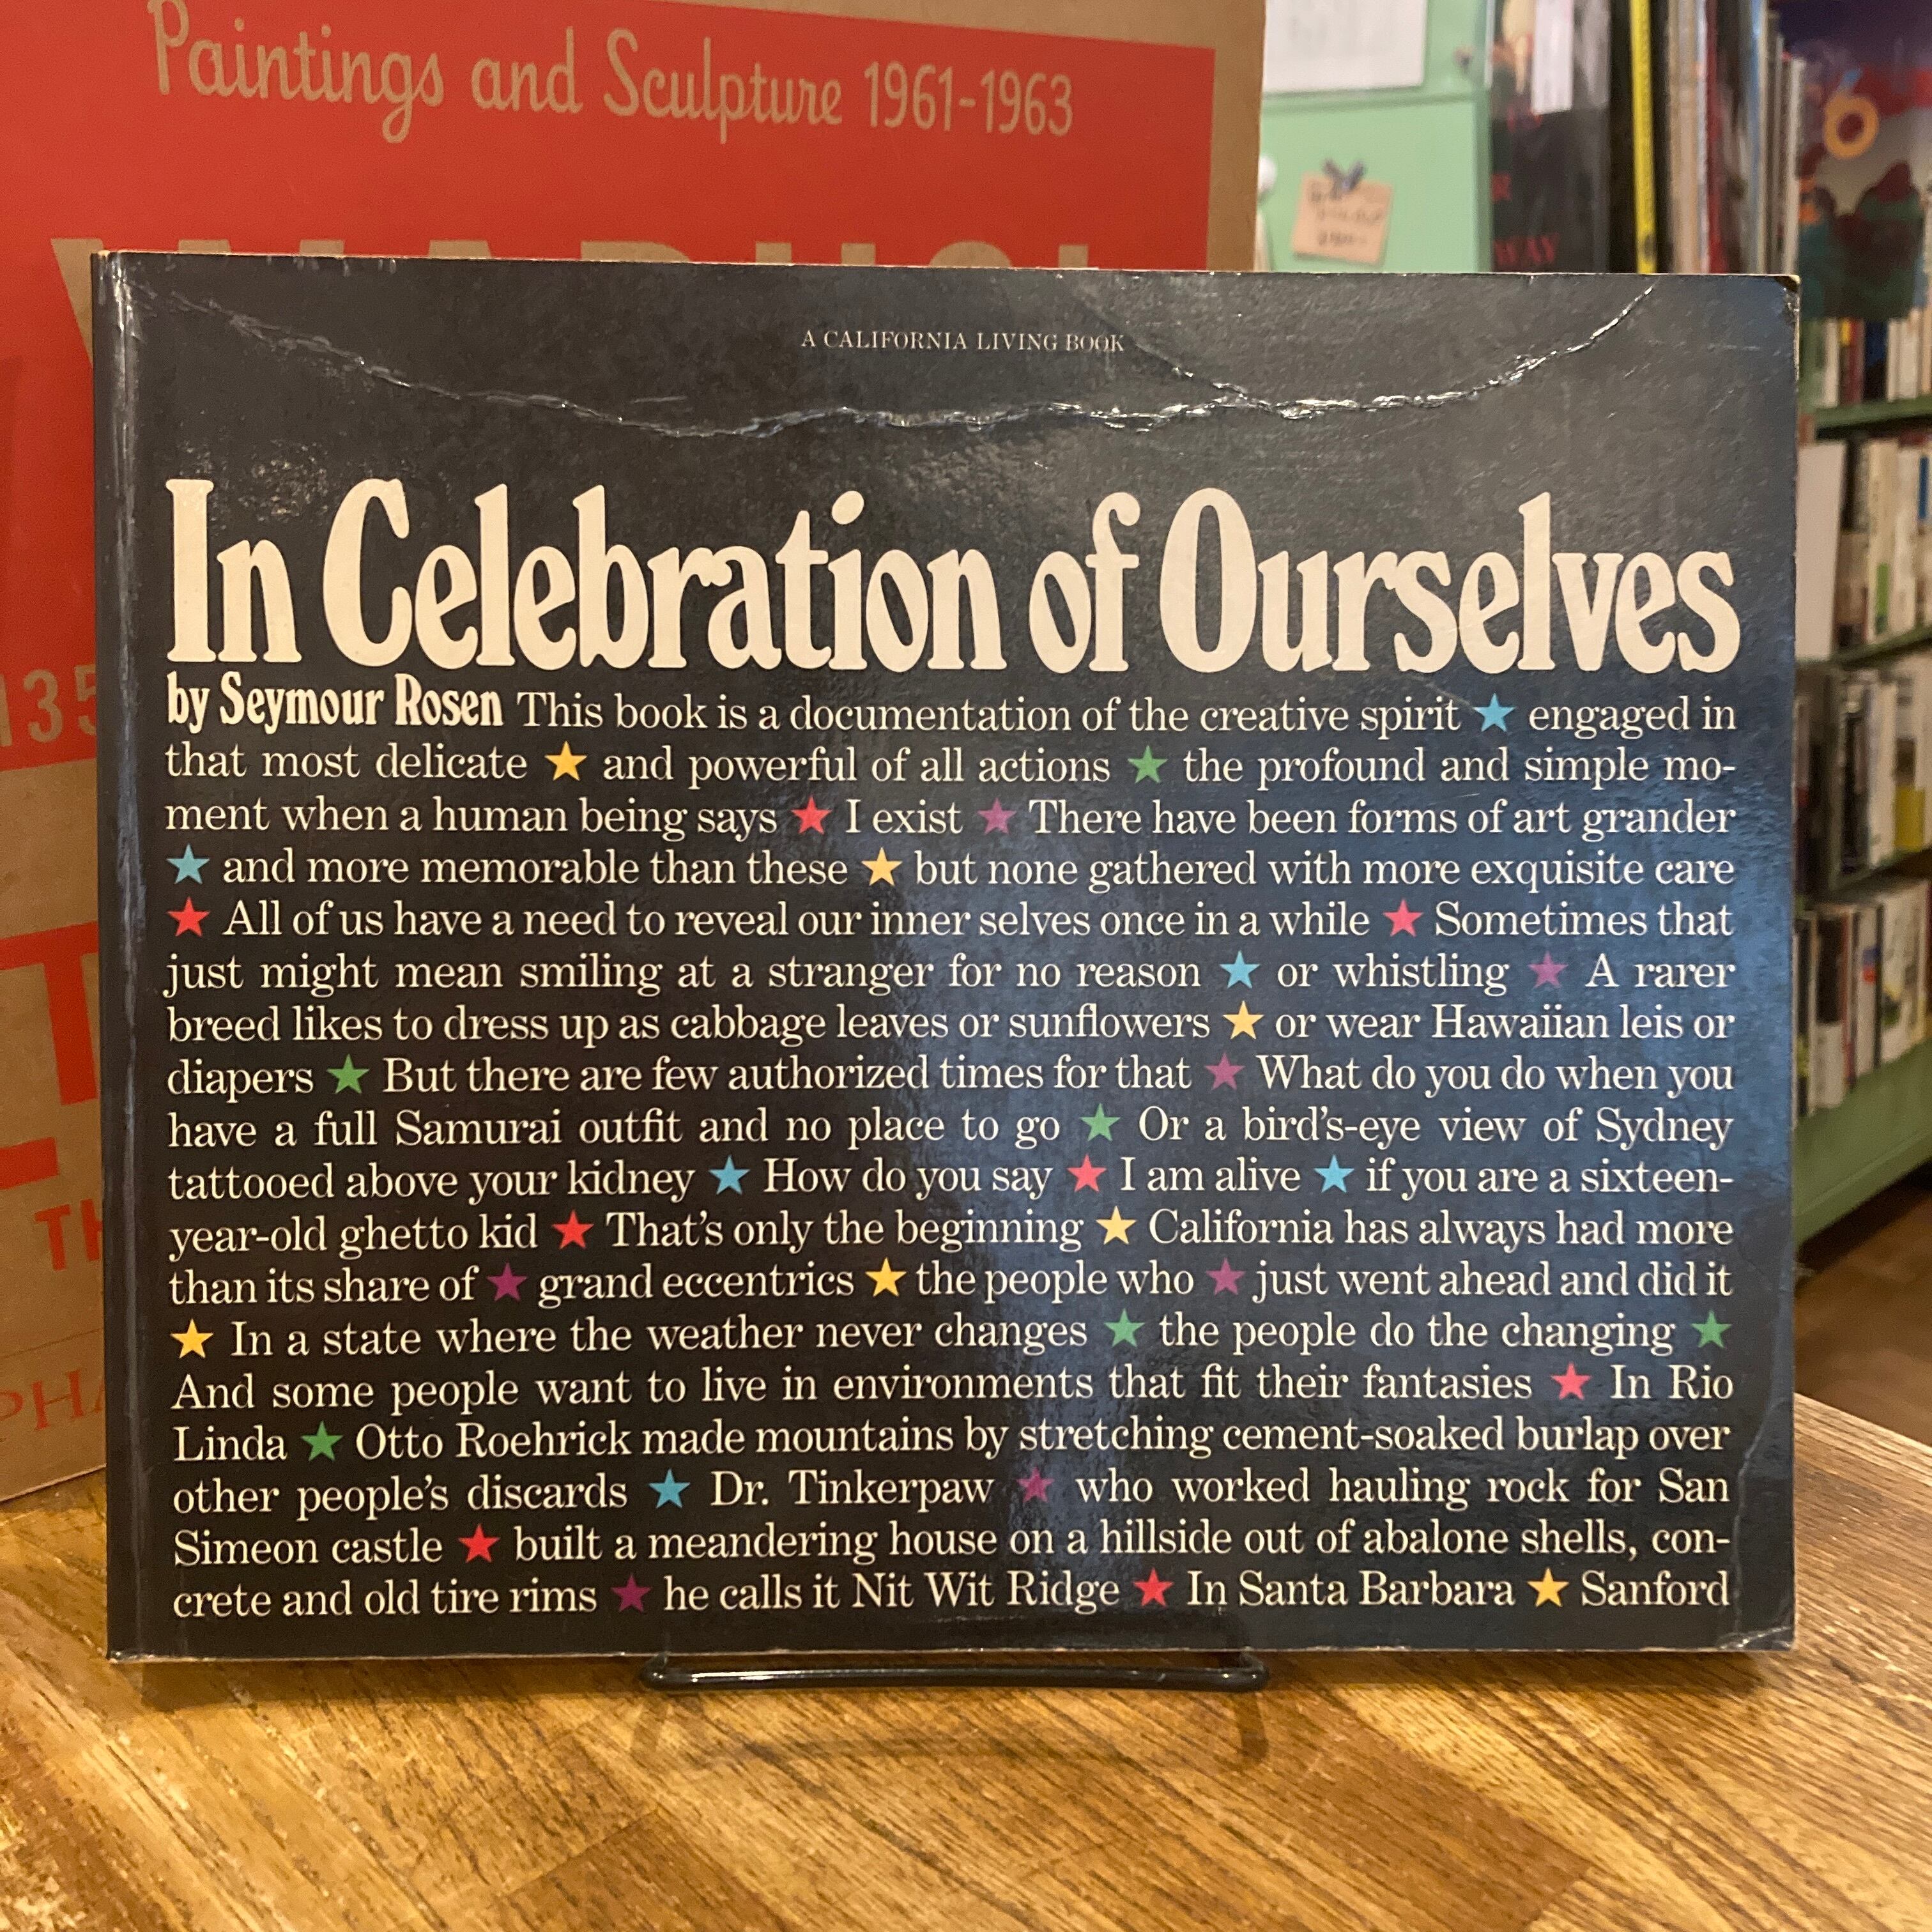 Paintings and Sculpture 1961-1963
A CALIFORNIA LIVING BOOK
In Celebration of Ourselves
by Seymour Rosen This book is a documentation of the creative spirit ★ engaged in
that most delicate ★ and powerful of all actions ★ the profound and simple mo-
ment when a human being says ★ I exist ★ There have been forms of art grander
★ and more memorable than these ★ but none gathered with more exquisite care
★ All of us have a need to reveal our inner selves once in a while ★ Sometimes that
just might mean smiling at a stranger for no reason ★ or whistling ★ A rarer
breed likes to dress up as cabbage leaves or sunflowers ★ or wear Hawaiian leis or
diapers ★ But there are few authorized times for that ★ What do you do when you
have a full Samurai outfit and no place to go ★ Or a bird's-eye view of Sydney
tattooed above your kidney ★ How do you say ★ I am alive ★ if you are a sixteen-
year-old ghetto kid ★ That's only the beginning ★ California has always had more
than its share of ★ grand eccentrics ★ the people who ★ just went ahead and did it
★ In a state where the weather never changes ★ the people do the changing ★
And some people want to live in environments that fit their fantasies ★ In Rio
Linda ★ Otto Roehrick made mountains by stretching cement-soaked burlap over
other people's discards ★ Dr. Tinkerpaw ★ who worked hauling rock for San
Simeon castle ★ built a meandering house on a hillside out of abalone shells, con-
crete and old tire rims ★ he calls it Nit Wit Ridge ★ In Santa Barbara ★ Sanford